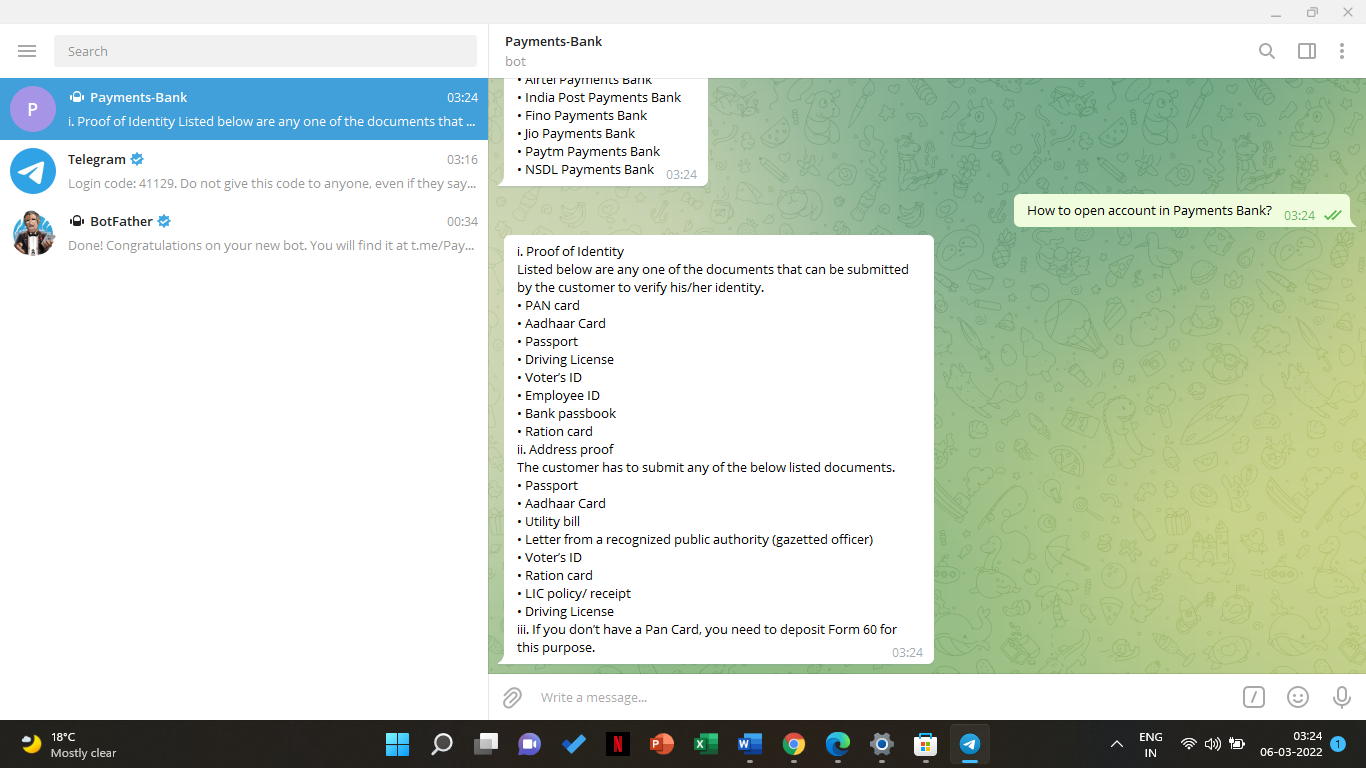 Search
P
Payments-Bank
03:24
i. Proof of Identity Listed below are any one of the documents that ...
Telegram
03:16
Login code: 41129. Do not give this code to anyone, even if they say...
BotFather
00:34
Done! Congratulations on your new bot. You will find it at t.me/Pay...
Payments-Bank
bot
• Airtel Payments Bank
• India Post Payments Bank
• Fino Payments Bank
• Jio Payments Bank
• Paytm Payments Bank
• NSDL Payments Bank
03:24
How to open account in Payments Bank?
03:24
i. Proof of Identity
Listed below are any one of the documents that can be submitted
by the customer to verify his/her identity.
• PAN card
• Aadhaar Card
• Passport
• Driving License
• Voter’s ID
• Employee ID
• Bank passbook
• Ration card
ii. Address proof
The customer has to submit any of the below listed documents.
• Passport
• Aadhaar Card
• Utility bill
• Letter from a recognized public authority (gazetted officer)
• Voter’s ID
• Ration card
• LIC policy/ receipt
• Driving License
iii. If you don’t have a Pan Card, you need to deposit Form 60 for
this purpose.
03:24
Write a message...
18°C
Mostly clear
ENG
IN
03:24
06-03-2022
1